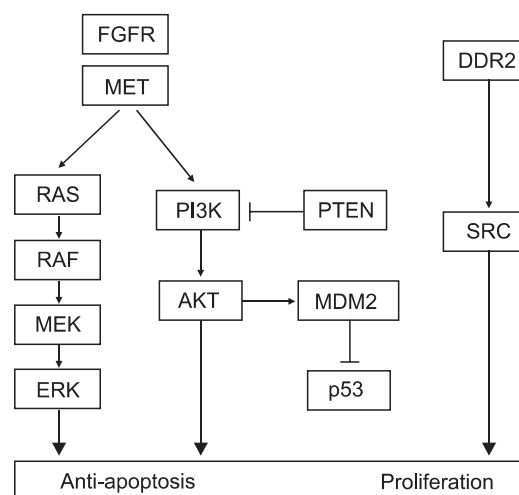 FGFR
DDR2
MET
RAS
PI3K
PTEN
SRC
RAF
AKT
MDM2
MEK
ERK
p53
Anti-apoptosis Proliferation